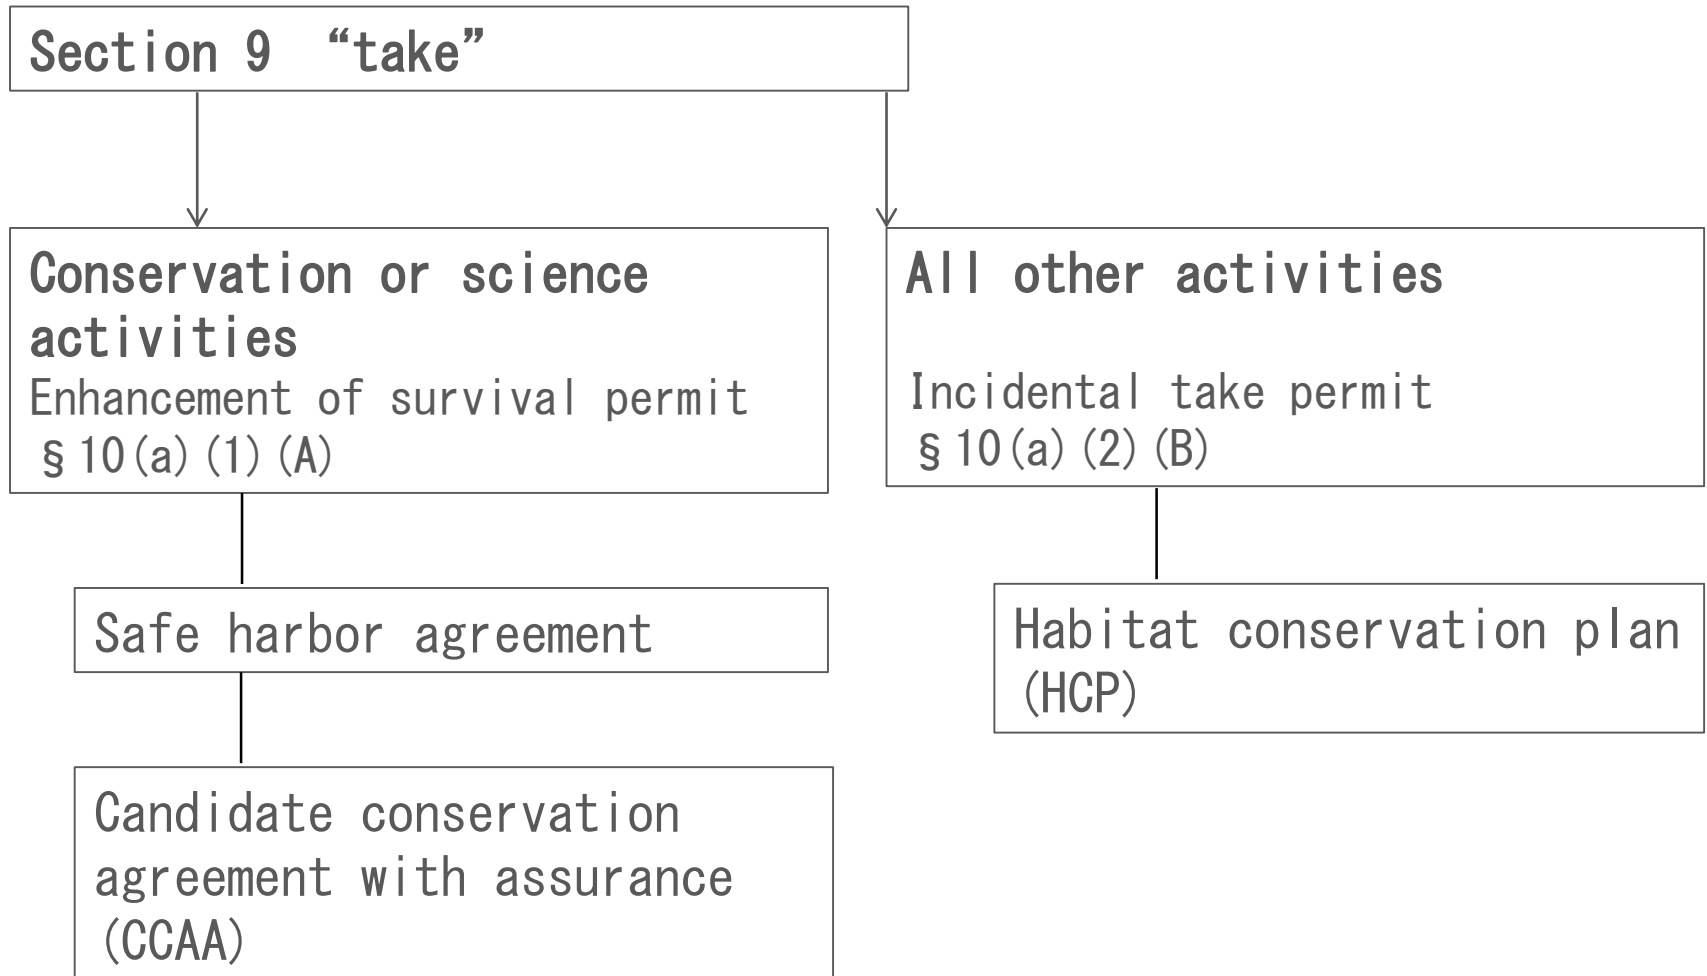 Section 9 “take”
Conservation or science
activities
Enhancement of survival permit
§10(a)(1)(A)
All other activities
Incidental take permit
§10(a)(2)(B)
Safe harbor agreement
Habitat conservation plan
(HCP)
Candidate conservation
agreement with assurance
(CCAA)